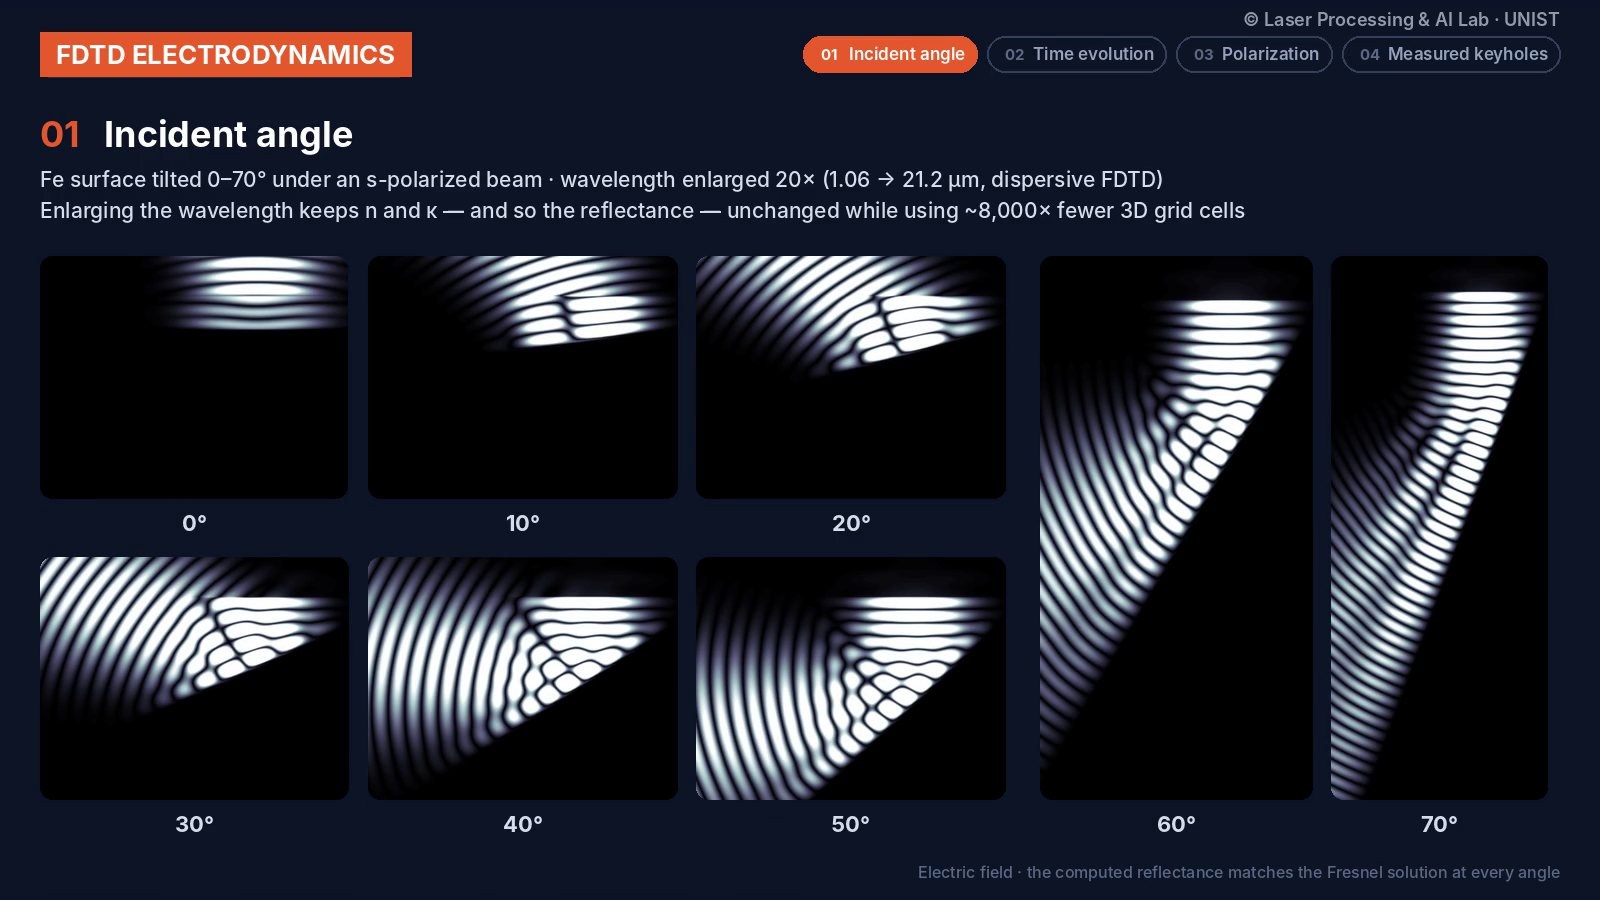 © Laser Processing & AI Lab · UNIST
FDTD ELECTRODYNAMICS
01 Incident angle
02 Time evolution
03 Polarization
04 Measured keyholes
01 Incident angle
Fe surface tilted 0–70° under an s-polarized beam · wavelength enlarged 20× (1.06 → 21.2 µm, dispersive FDTD)
Enlarging the wavelength keeps n and κ — and so the reflectance — unchanged while using ~8,000× fewer 3D grid cells
0°
10°
20°
30°
40°
50°
60°
70°
Electric field · the computed reflectance matches the Fresnel solution at every angle